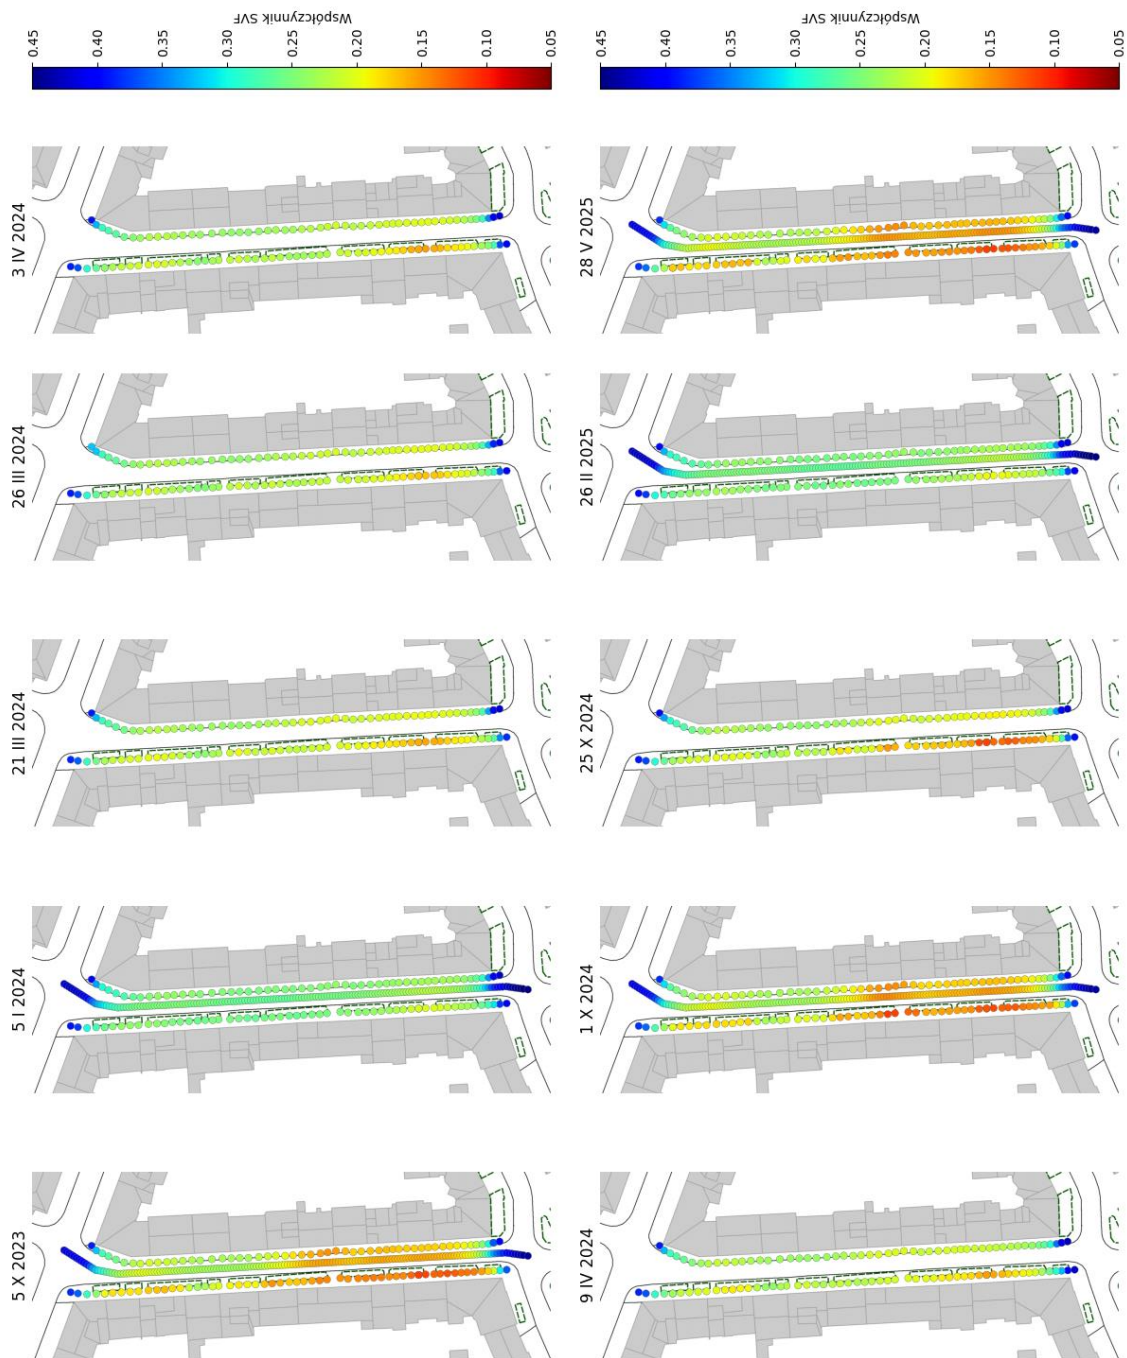 0.45
0.40
0.35
0.30
0.25
0.20
0.15
0.10
0.05
Współczynnik SVF
0.45
0.40
0.35
0.30
0.25
0.20
0.15
0.10
0.05
Współczynnik SVF
3 IV 2024
28 V 2025
26 III 2024
26 II 2025
21 III 2024
25 X 2024
5 I 2024
1 X 2024
5 X 2023
9 IV 2024